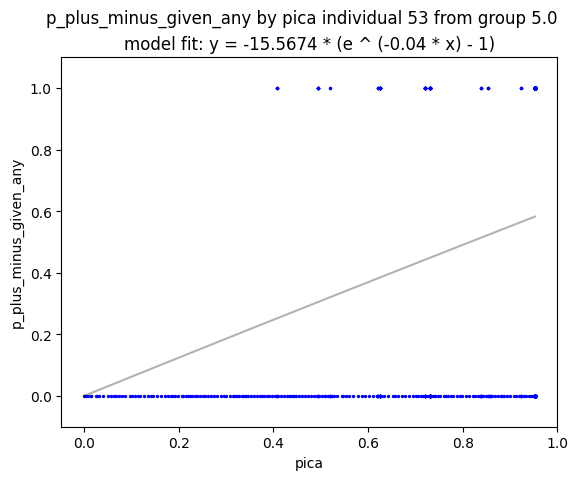 p_plus_minus_given_any by pica individual 53 from group 5.0
model fit: y = -15.5674 * (e ^ (-0.04 * x) - 1)
1.0
0.8
0.6
0.4
0.2
0.0
p_plus_minus_given_any
0.0 0.2 0.4 0.6 0.8 1.0
pica